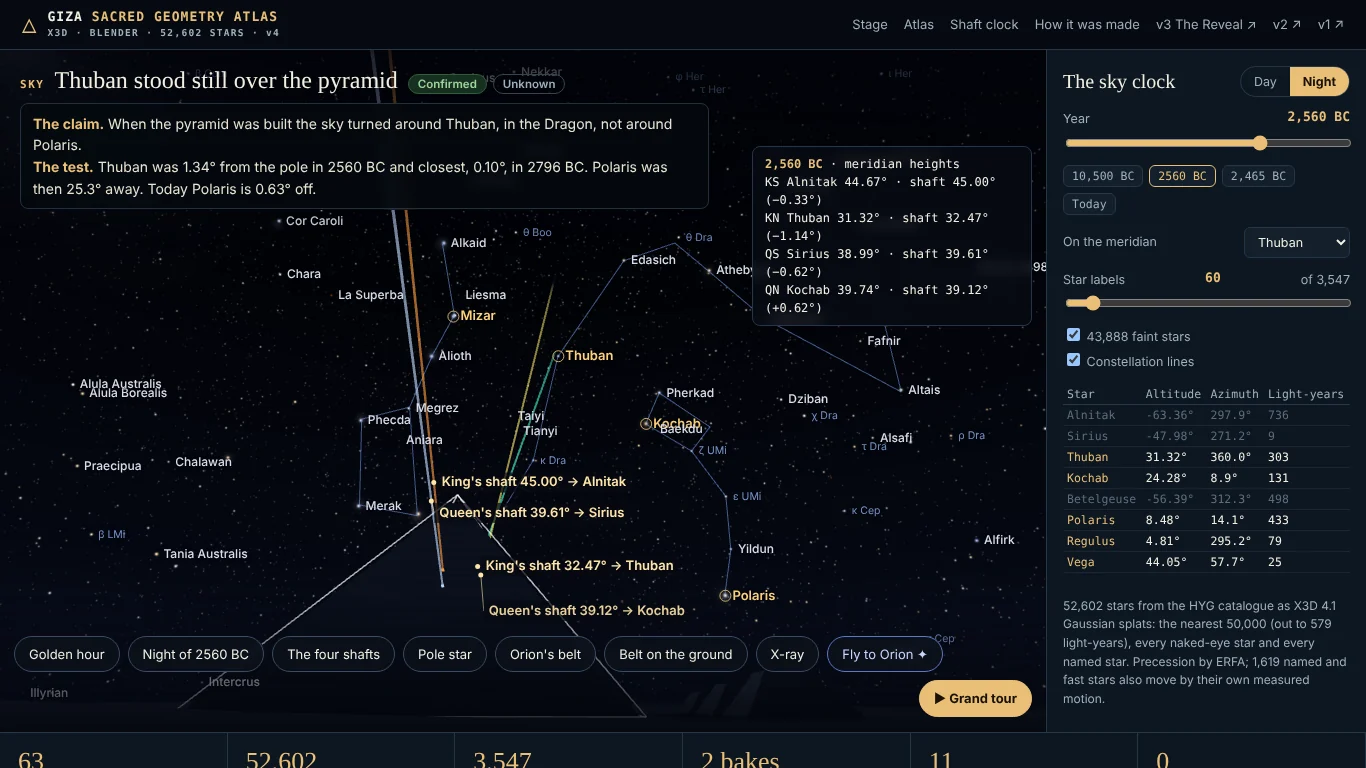 GIZA SACRED GEOMETRY ATLAS
X3D · BLENDER · 52,602 STARS · v4
Stage Atlas Shaft clock How it was made v3 The Reveal ↗ v2 ↗ v1 ↗
SKY Thuban stood still over the pyramid Confirmed Unknown
Nekkar
φ Her
τ Her
ι Her
The claim. When the pyramid was built the sky turned around Thuban, in the Dragon, not around
Polaris.
The test. Thuban was 1.34° from the pole in 2560 BC and closest, 0.10°, in 2796 BC. Polaris was
then 25.3° away. Today Polaris is 0.63° off.
2,560 BC · meridian heights
KS Alnitak 44.67° · shaft 45.00°
(−0.33°)
KN Thuban 31.32° · shaft 32.47°
(−1.14°)
QS Sirius 38.99° · shaft 39.61°
(−0.62°)
QN Kochab 39.74° · shaft 39.12°
(+0.62°)
Cor Caroli
θ Boo
Alkaid
θ Dra
Edasich
Chara
La Superba
Liesma
Mizar
Alioth
Thuban
Fafnir
Alula Australis
Alula Borealis
Altais
Pherkad
Dziban
Megrez
Phecda
Taiyi
χ Dra
Kochab
Baekdu
Tianyi
ρ Dra
Alsafi
τ Dra
ζ UMi
Praecipua
Chalawan
κ Dra
King's shaft 45.00° → Alnitak
ε UMi
Merak
Queen's shaft 39.61° → Sirius
κ Cep
β LMi
Alfirk
Tania Australis
Yildun
King's shaft 32.47° → Thuban
Polaris
Queen's shaft 39.12° → Kochab
Cep
Golden hour
Night of 2560 BC
The four shafts
Pole star
Orion's belt
Belt on the ground
X-ray
Fly to Orion ✦
Intercrus
Illyrian
▶ Grand tour
The sky clock Day Night
Year 2,560 BC
10,500 BC 2560 BC 2,465 BC
Today
On the meridian Thuban
Star labels 60 of 3,547
43,888 faint stars
Constellation lines
Star Altitude Azimuth Light-years
Alnitak -63.36° 297.9° 736
Sirius -47.98° 271.2° 9
Thuban 31.32° 360.0° 303
Kochab 24.28° 8.9° 131
Betelgeuse -56.39° 312.3° 498
Polaris 8.48° 14.1° 433
Regulus 4.81° 295.2° 79
Vega 44.05° 57.7° 25
52,602 stars from the HYG catalogue as X3D 4.1
Gaussian splats: the nearest 50,000 (out to 579
light-years), every naked-eye star and every
named star. Precession by ERFA; 1,619 named and
fast stars also move by their own measured
motion.
63
52,602
3,547
2 bakes
11
0